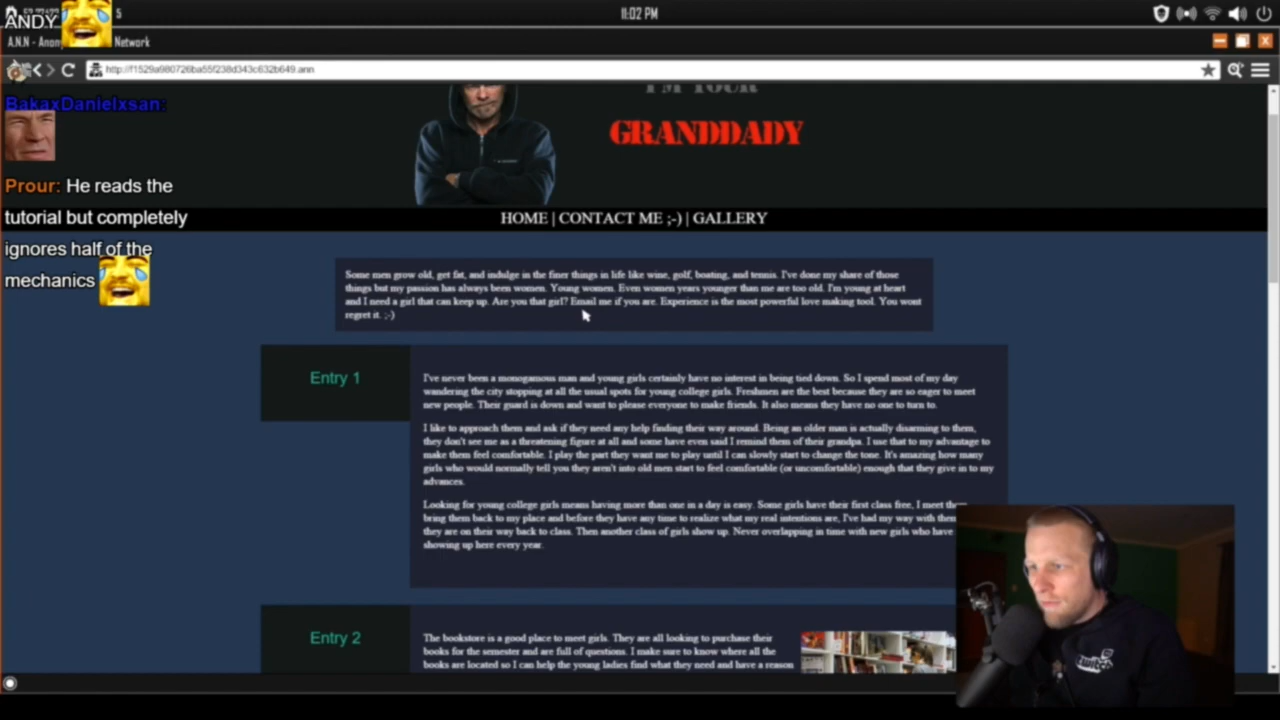 ANDY
5
11:02 PM
A.N.N - Anon
Network
http://f1529a980726ba55f238d343c632b649.ann
BakaxDanielxsan:
Prour: He reads the
tutorial but completely
ignores half of the
mechanics
I'M YOUR
GRANDDADY
HOME | CONTACT ME ;-) | GALLERY
Some men grow old, get fat, and indulge in the finer things in life like wine, golf, boating, and tennis. I've done my share of those
things but my passion has always been women. Young women. Even women years younger than me are too old. I'm young at heart
and I need a girl that can keep up. Are you that girl? Email me if you are. Experience is the most powerful love making tool. You wont
regret it. ;-)
Entry 1
I've never been a monogamous man and young girls certainly have no interest in being tied down. So I spend most of my day
wandering the city stopping at all the usual spots for young college girls. Freshmen are the best because they are so eager to meet
new people. Their guard is down and want to please everyone to make friends. It also means they have no one to turn to.
I like to approach them and ask if they need any help finding their way around. Being an older man is actually disarming to them,
they don't see me as a threatening figure at all and some have even said I remind them of their grandpa. I use that to my advantage to
make them feel comfortable. I play the part they want me to play until I can slowly start to change the tone. It's amazing how many
girls who would normally tell you they aren't into old men start to feel comfortable (or uncomfortable) enough that they give in to my
advances.
Looking for young college girls means having more than one in a day is easy. Some girls have their first class free, I meet them
bring them back to my place and before they have any time to realize what my real intentions are, I've had my way with them
they are on their way back to class. Then another class of girls show up. Never overlapping in time with new girls who have
showing up here every year.
Entry 2
The bookstore is a good place to meet girls. They are all looking to purchase their
books for the semester and are full of questions. I make sure to know where all the
books are located so I can help the young ladies find what they need and have a reason